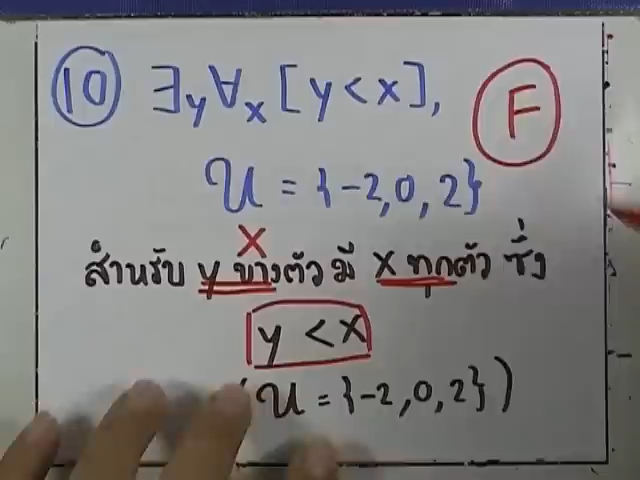 10 ∃y∀x [y < x], F
U = {-2, 0, 2}
X
สำหรับ y บางตัว มี x ทุกตัว ซึ่ง
y < x
(U = {-2, 0, 2})